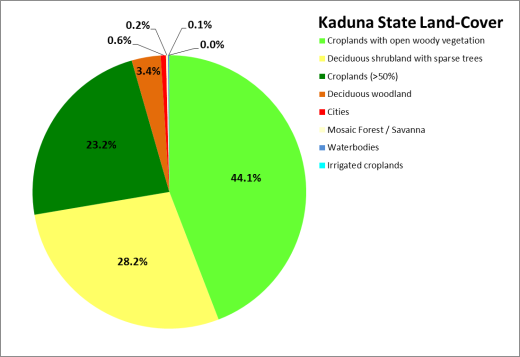 Kaduna State Land-Cover
Croplands with open woody vegetation
Deciduous shrubland with sparse trees
Croplands (>50%)
Deciduous woodland
Cities
Mosaic Forest / Savanna
Waterbodies
Irrigated croplands
0.2%
0.1%
0.6%
0.0%
3.4%
23.2%
44.1%
28.2%